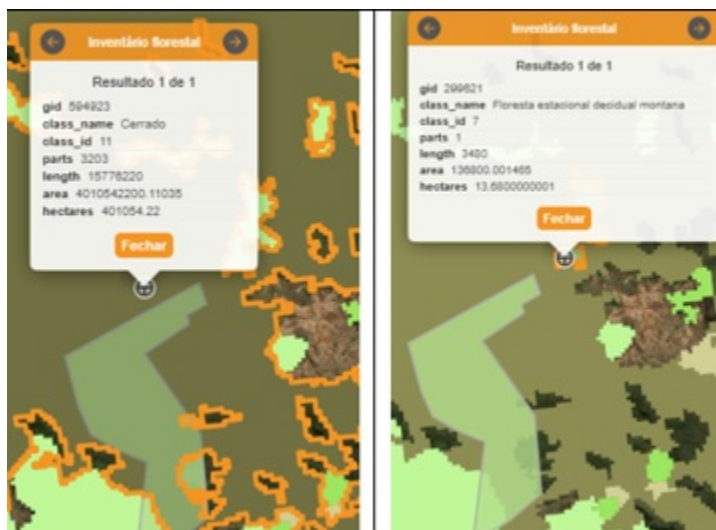 Inventário florestal
Resultado 1 de 1
gid 594923
class_name Cerrado
class_id 11
parts 3203
length 15776220
area 4010542200.11035
hectares 401054.22
Fechar
Inventário florestal
Resultado 1 de 1
gid 299621
class_name Floresta estacional decidual montana
class_id 7
parts 1
length 3480
area 136800.001465
hectares 13.6800000001
Fechar